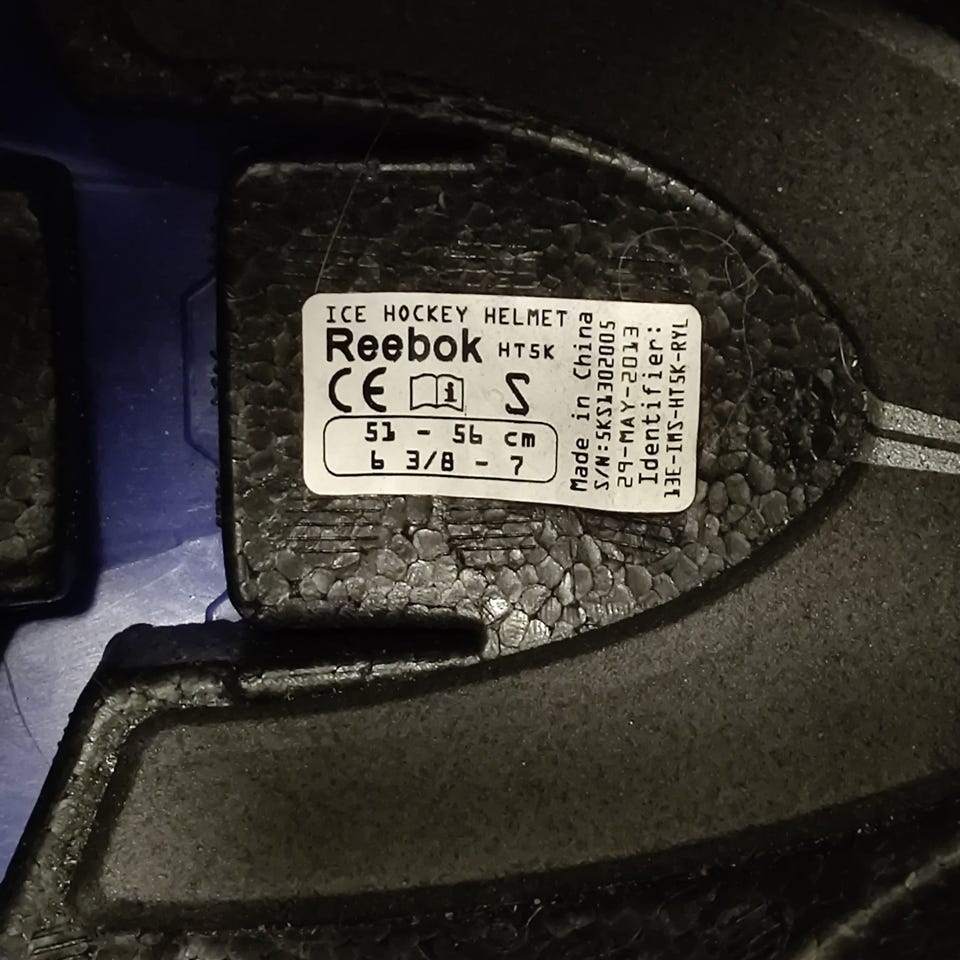 ICE HOCKEY HELMET
Reebok HT5K
CE i S
51 - 56 cm
6 3/8 - 7
Made in China
S/N:5KS1302005
29-MAY-2013
Identifier:
13E-IMS-HT5K-RYL